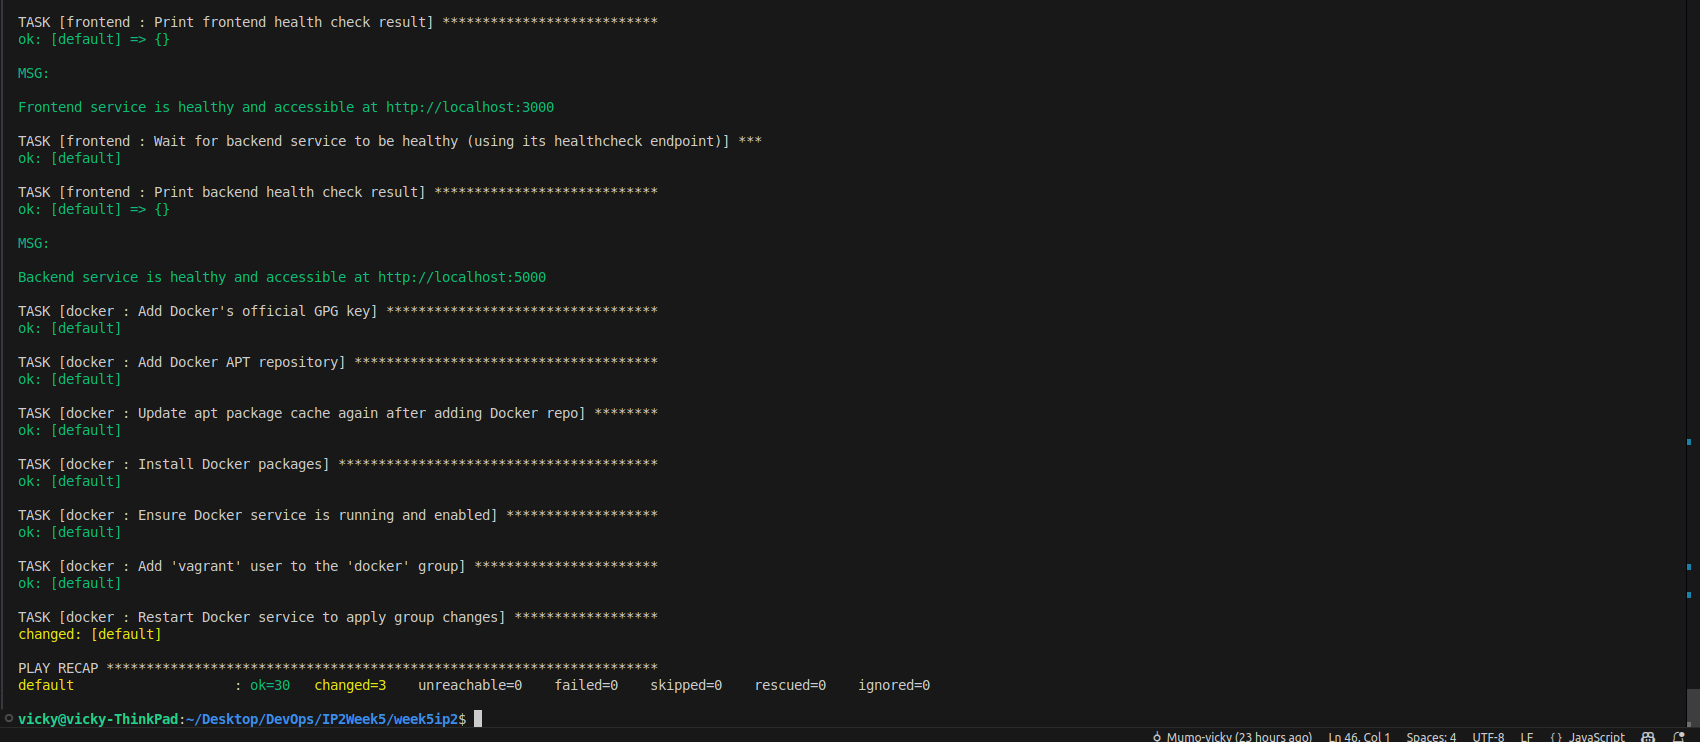 TASK [frontend : Print frontend health check result] ***************************
ok: [default] => {}
MSG:
Frontend service is healthy and accessible at http://localhost:3000
TASK [frontend : Wait for backend service to be healthy (using its healthcheck endpoint)] ***
ok: [default]
TASK [frontend : Print backend health check result] ****************************
ok: [default] => {}
MSG:
Backend service is healthy and accessible at http://localhost:5000
TASK [docker : Add Docker's official GPG key] **********************************
ok: [default]
TASK [docker : Add Docker APT repository] **************************************
ok: [default]
TASK [docker : Update apt package cache again after adding Docker repo] ********
ok: [default]
TASK [docker : Install Docker packages] ****************************************
ok: [default]
TASK [docker : Ensure Docker service is running and enabled] *******************
ok: [default]
TASK [docker : Add 'vagrant' user to the 'docker' group] ***********************
ok: [default]
TASK [docker : Restart Docker service to apply group changes] ******************
changed: [default]
PLAY RECAP *********************************************************************
default                    : ok=30   changed=3    unreachable=0    failed=0    skipped=0    rescued=0    ignored=0
vicky@vicky-ThinkPad:~/Desktop/DevOps/IP2Week5/week5ip2$
Mumo-vicky (23 hours ago) Ln 46, Col 1 Spaces: 4 UTF-8 LF {} JavaScript